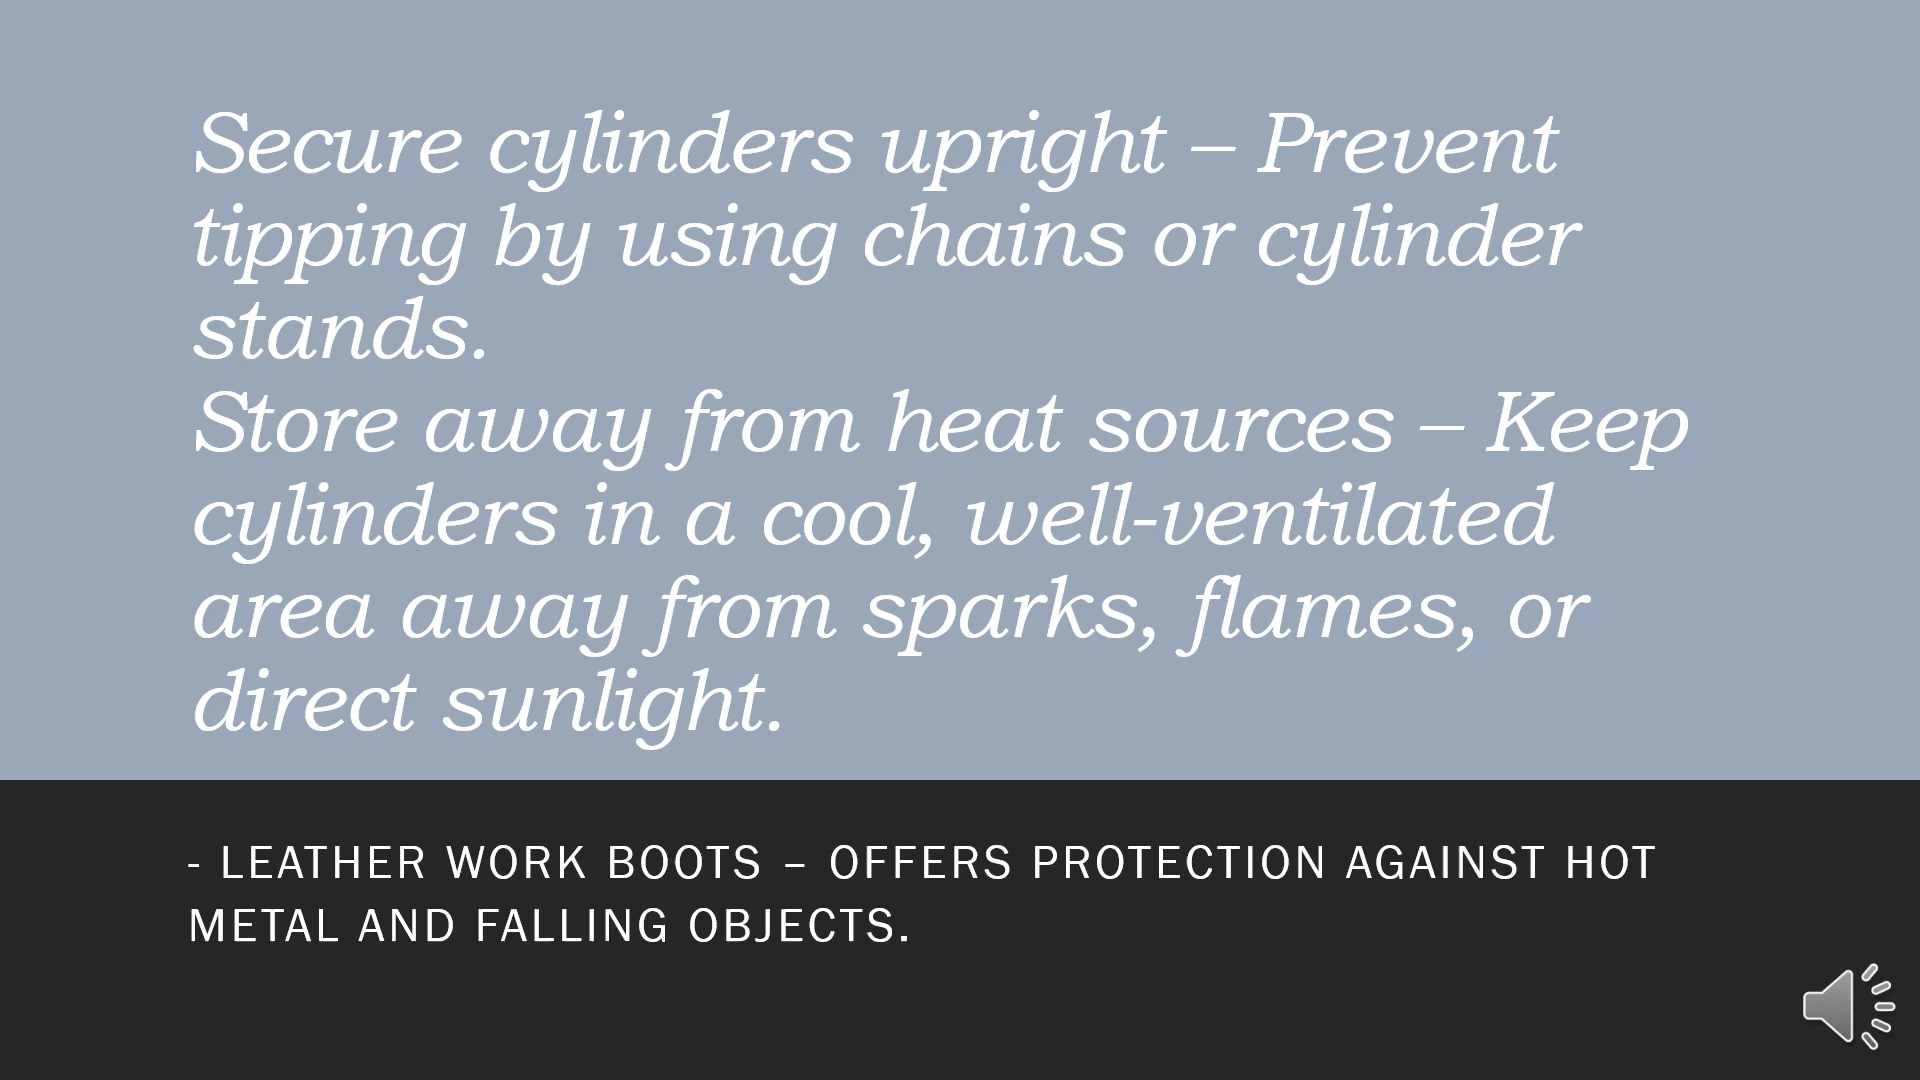 Secure cylinders upright – Prevent
tipping by using chains or cylinder
stands.
Store away from heat sources – Keep
cylinders in a cool, well-ventilated
area away from sparks, flames, or
direct sunlight.
- LEATHER WORK BOOTS – OFFERS PROTECTION AGAINST HOT
METAL AND FALLING OBJECTS.